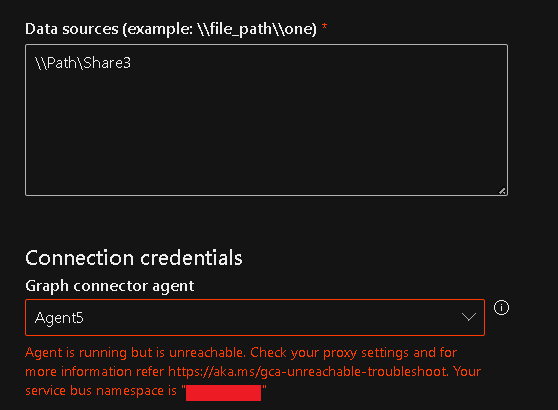 Data sources (example: \\file_path\\one) *
\\Path\Share3
Connection credentials
Graph connector agent
Agent5
Agent is running but is unreachable. Check your proxy settings and for
more information refer https://aka.ms/gca-unreachable-troubleshoot. Your
service bus namespace is "        "